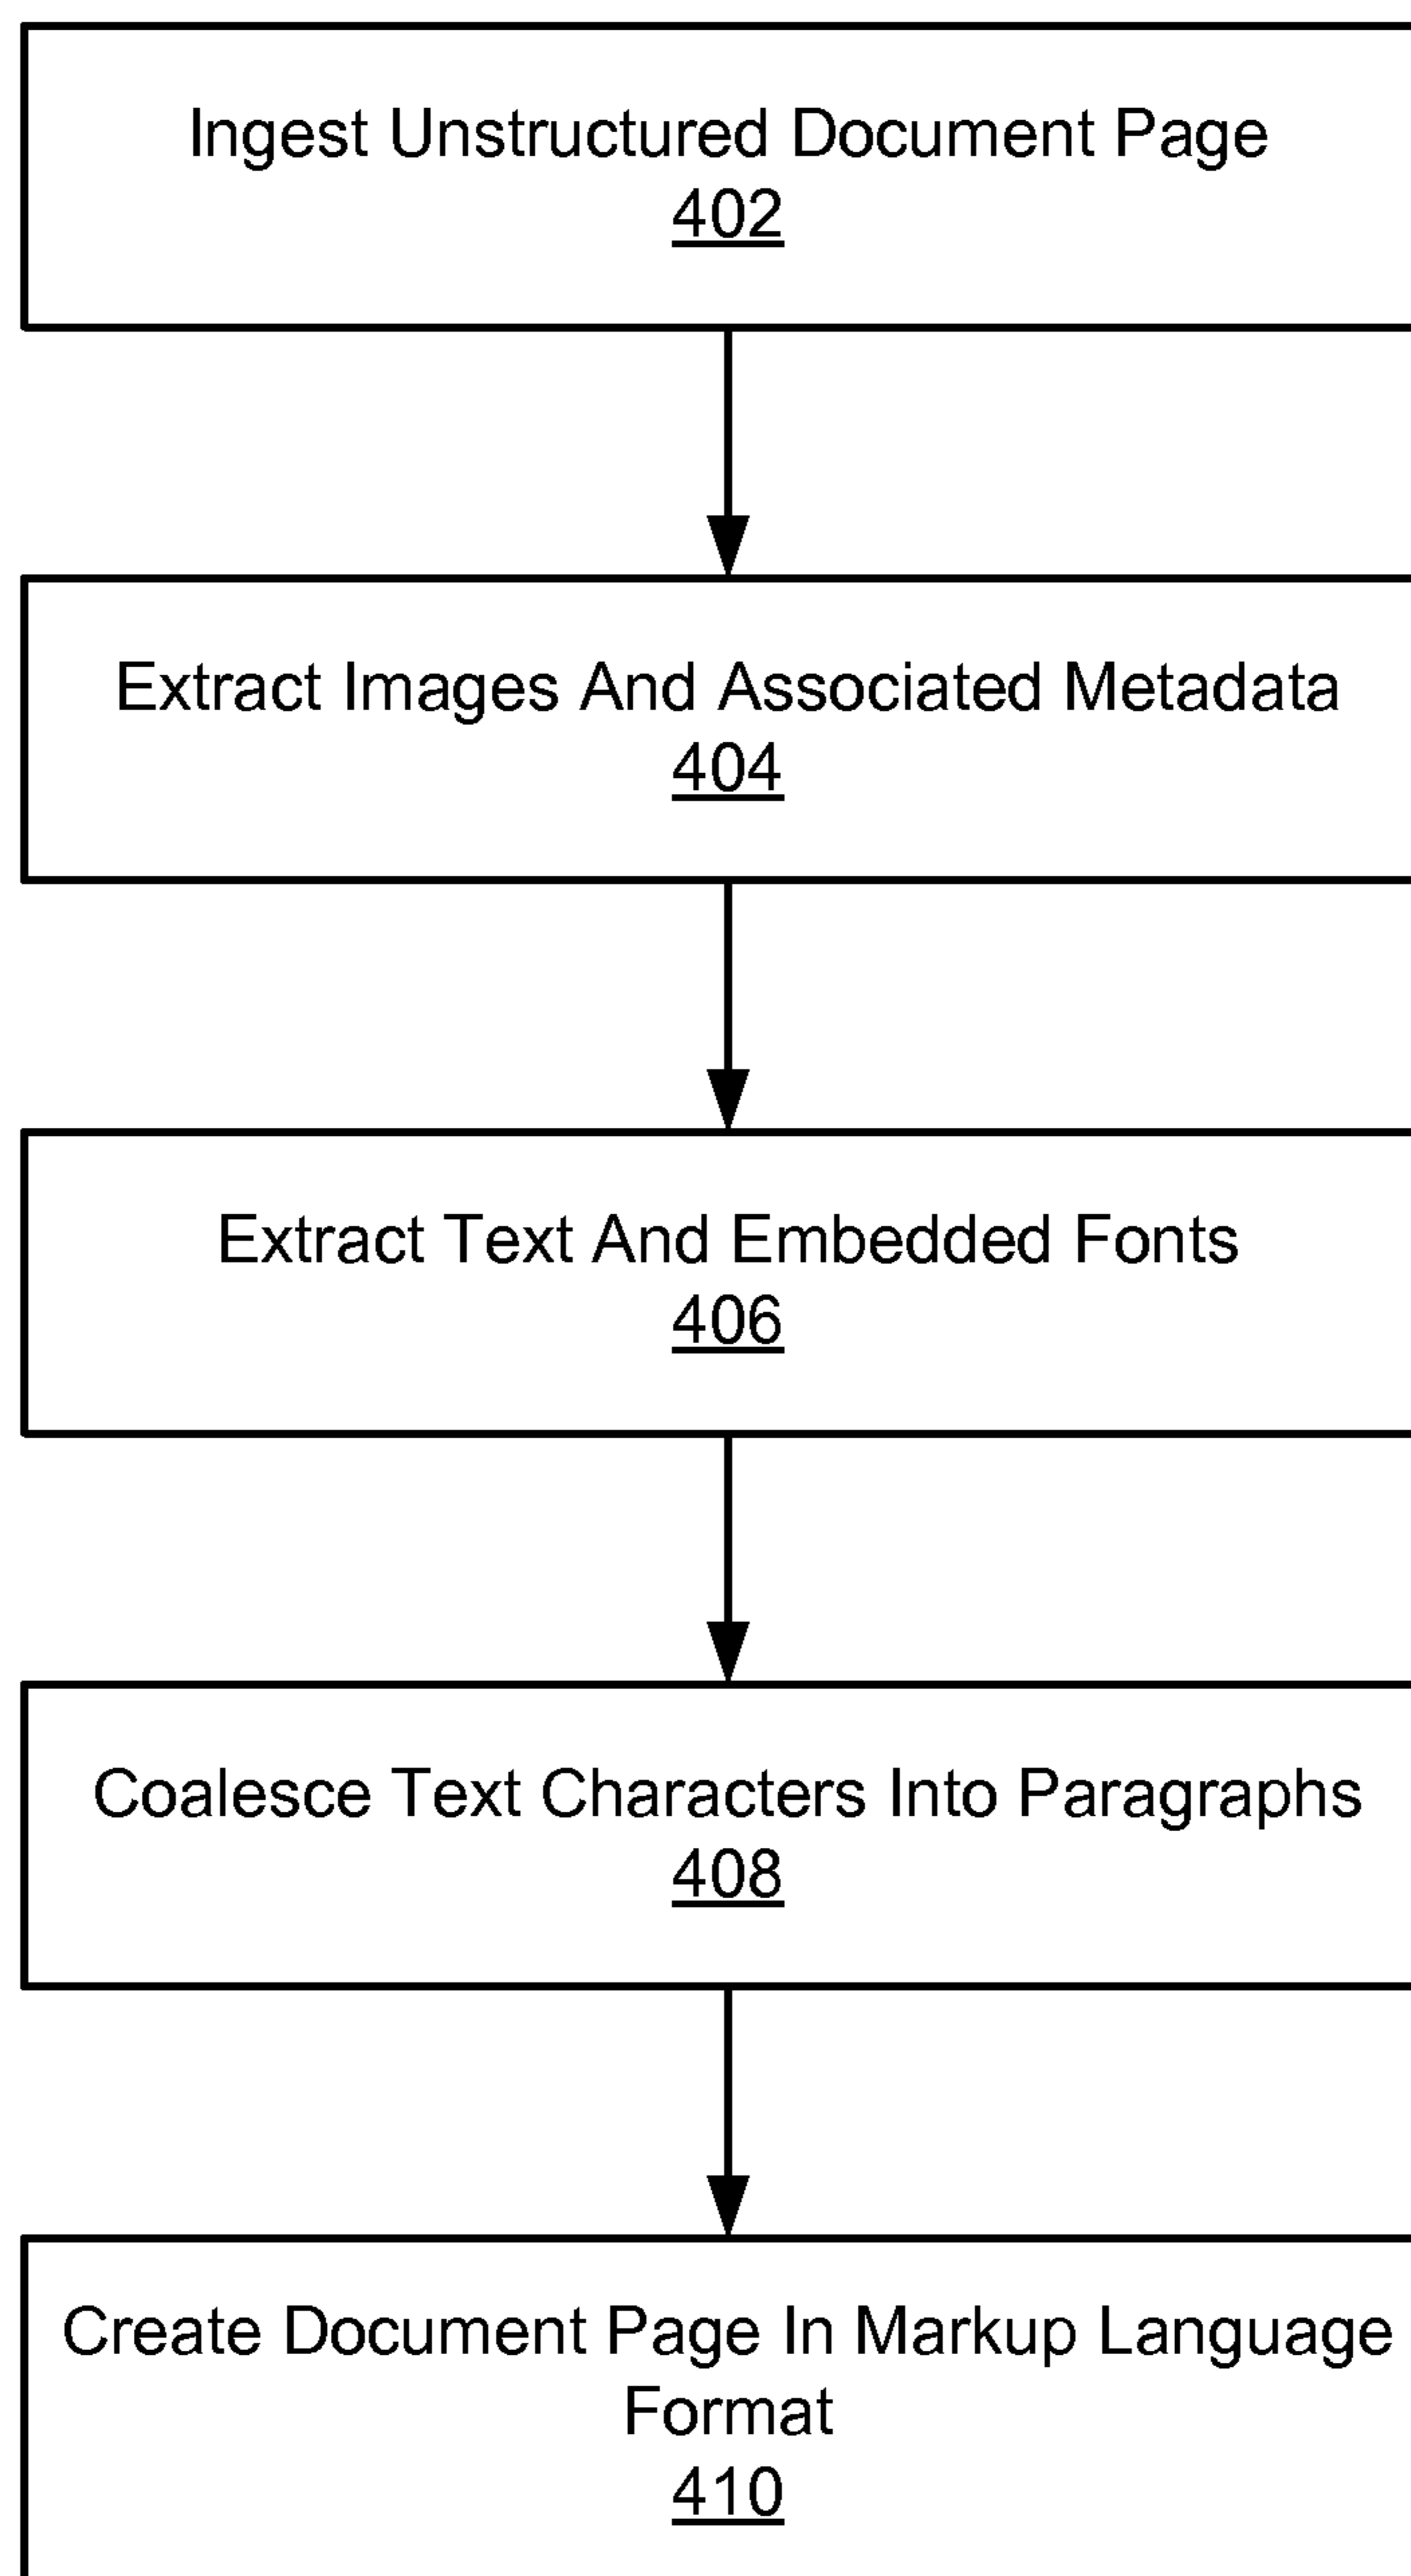 Ingest Unstructured Document Page
402
Extract Images And Associated Metadata
404
Extract Text And Embedded Fonts
406
Coalesce Text Characters Into Paragraphs
408
Create Document Page In Markup Language
Format
410